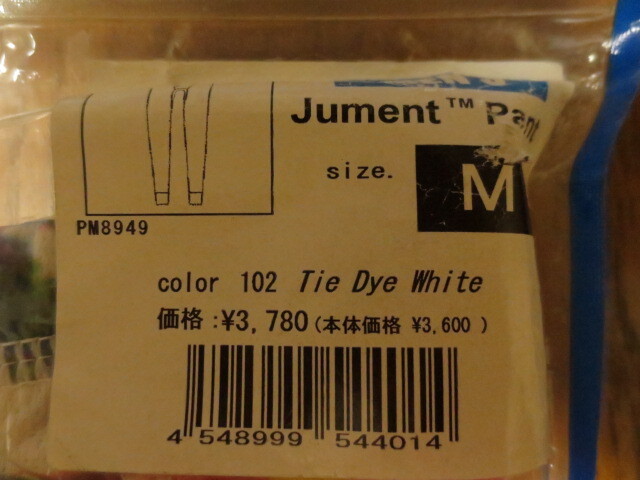 Jument™ Pant
size.
M
PM8949
color 102 Tie Dye White
価格:¥3,780(本体価格 ¥3,600 )
4 548999 544014